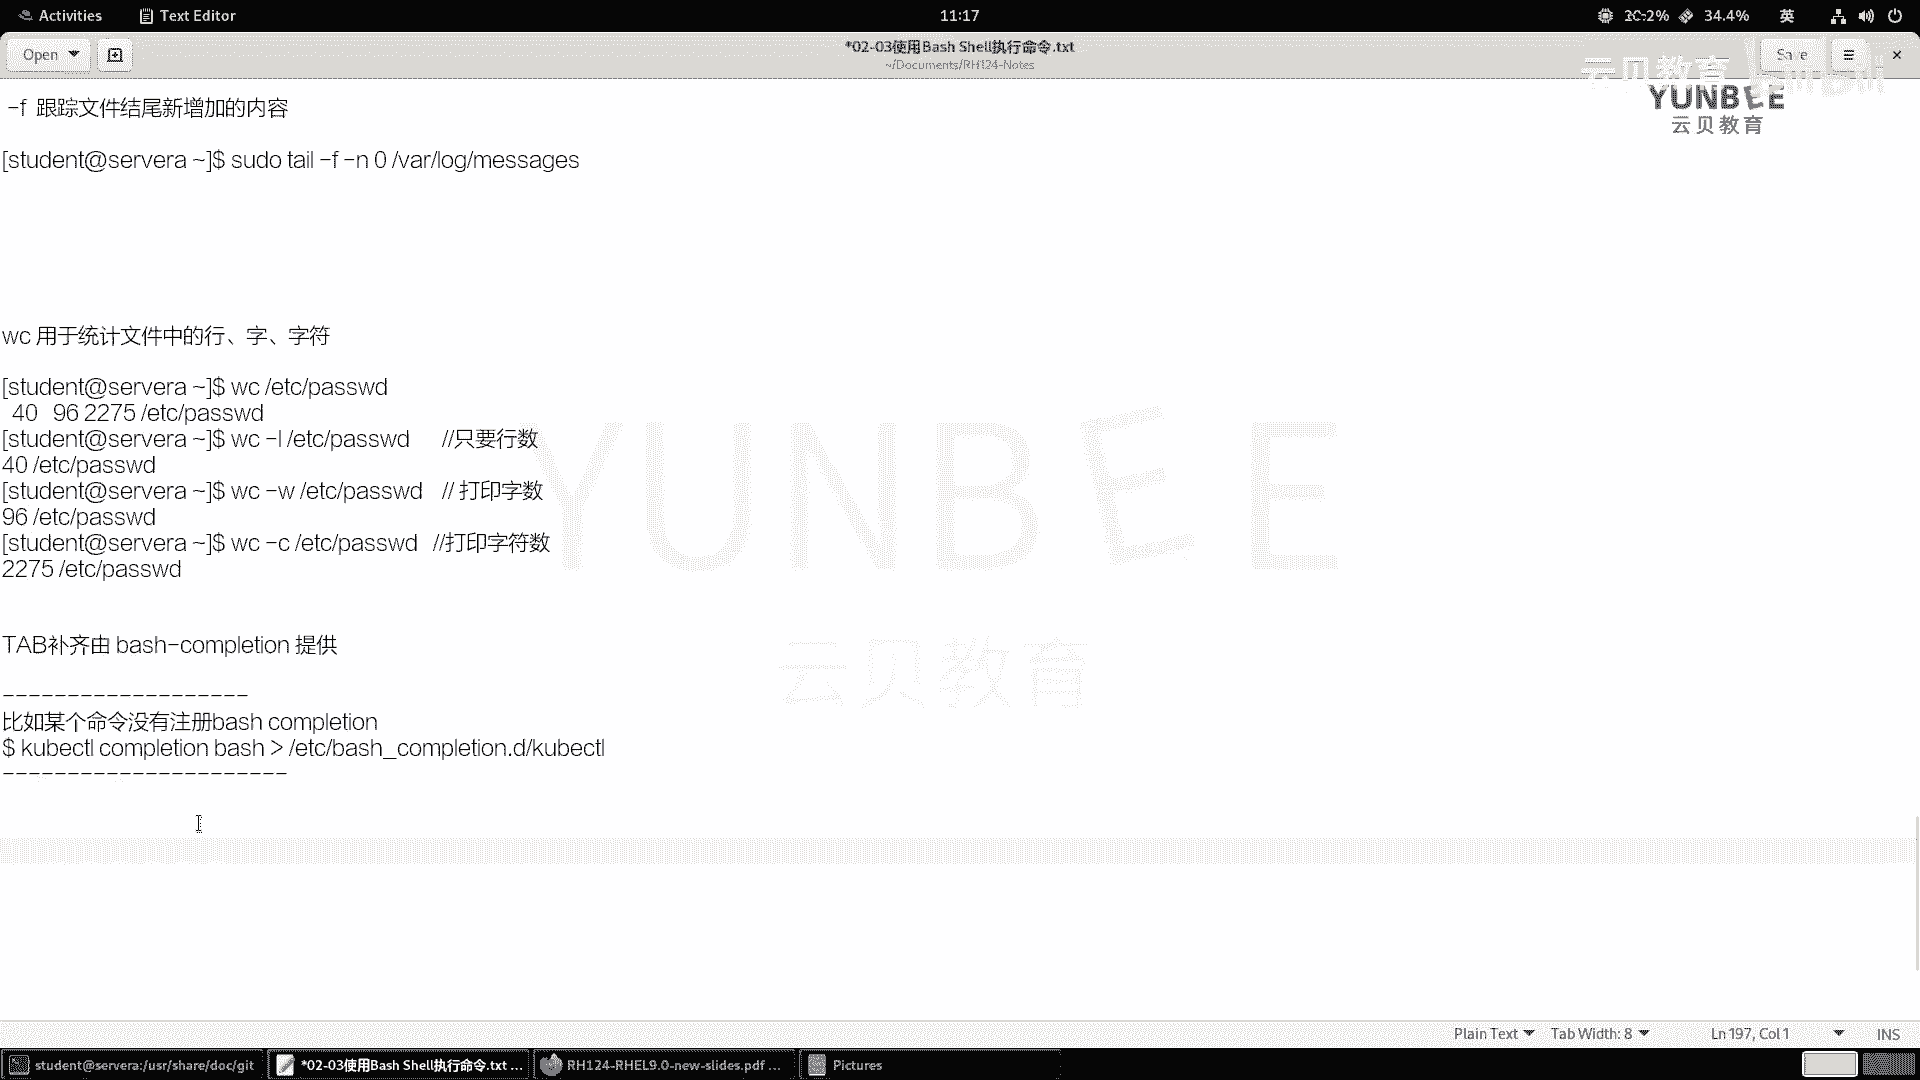 Activities
Text Editor
11:17
34.4%
英
Open
*02-03使用Bash Shell执行命令.txt
~/Documents/RH124-Notes
Save
云贝教育
YUNBEE
云贝教育
-f 跟踪文件结尾新增加的内容
[student@servera ~]$ sudo tail -f -n 0 /var/log/messages
wc 用于统计文件中的行、字、字符
[student@servera ~]$ wc /etc/passwd
40 96 2275 /etc/passwd
[student@servera ~]$ wc -l /etc/passwd //只要行数
40 /etc/passwd
[student@servera ~]$ wc -w /etc/passwd // 打印字数
96 /etc/passwd
[student@servera ~]$ wc -c /etc/passwd //打印字符数
2275 /etc/passwd
YUNBEE
云贝教育
TAB补齐由 bash-completion 提供
-------------------
比如某个命令没有注册bash completion
$ kubectl completion bash > /etc/bash_completion.d/kubectl
----------------------
Plain Text
Tab Width: 8
Ln 197, Col 1
INS
student@servera:/usr/share/doc/git
*02-03使用Bash Shell执行命令.txt ...
RH124-RHEL9.0-new-slides.pdf ...
Pictures